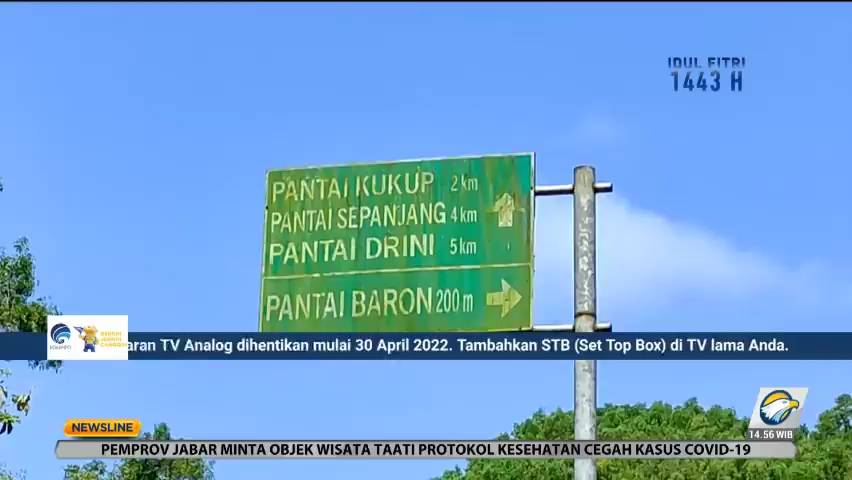 IDUL FITRI
1443 H
PANTAI KUKUP 2 km
PANTAI SEPANJANG 4 km
PANTAI DRINI 5 km
PANTAI BARON 200 m
aran TV Analog dihentikan mulai 30 April 2022. Tambahkan STB (Set Top Box) di TV lama Anda.
NEWSLINE
14.56 WIB
PEMPROV JABAR MINTA OBJEK WISATA TAATI PROTOKOL KESEHATAN CEGAH KASUS COVID-19